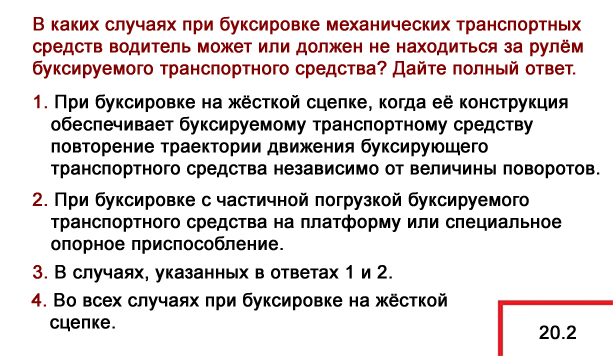 В каких случаях при буксировке механических транспортных
средств водитель может или должен не находиться за рулём
буксируемого транспортного средства? Дайте полный ответ.
1. При буксировке на жёсткой сцепке, когда её конструкция
обеспечивает буксируемому транспортному средству
повторение траектории движения буксирующего
транспортного средства независимо от величины поворотов.
2. При буксировке с частичной погрузкой буксируемого
транспортного средства на платформу или специальное
опорное приспособление.
3. В случаях, указанных в ответах 1 и 2.
4. Во всех случаях при буксировке на жёсткой
сцепке.
20.2